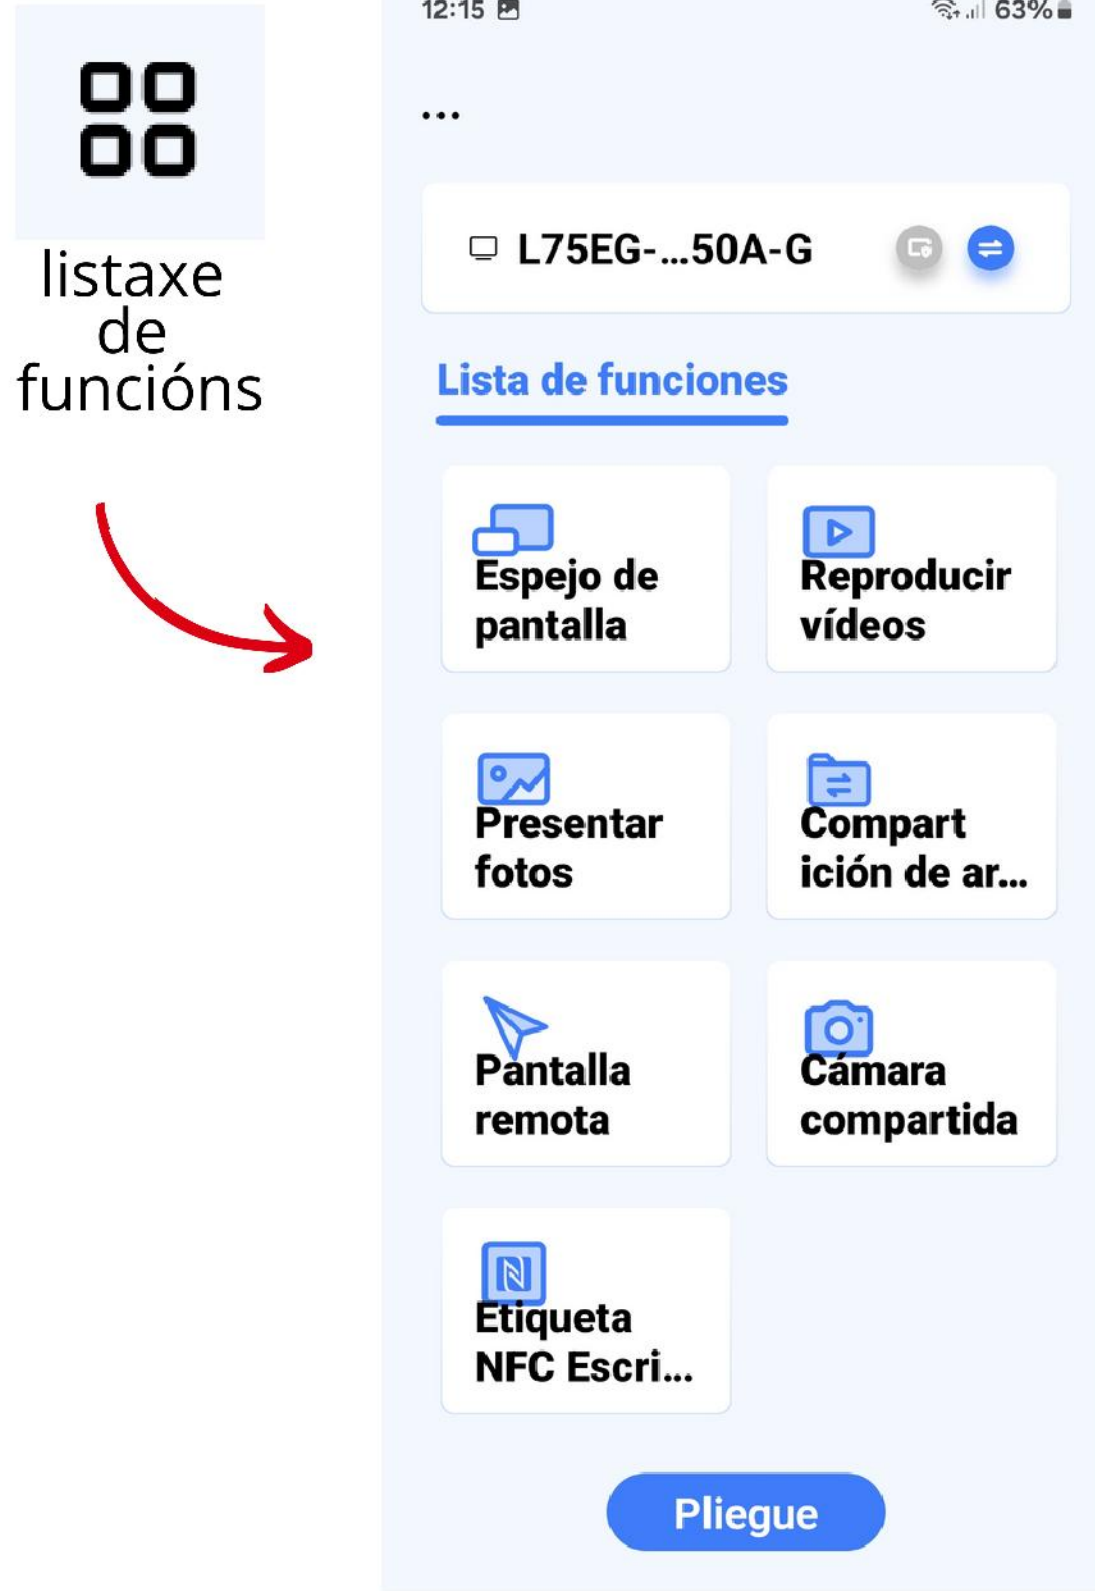 listaxe
de
funcións
12:15
63%
...
L75EG-...50A-G
Lista de funciones
Espejo de
pantalla
Reproducir
vídeos
Presentar
fotos
Compart
ición de ar...
Pantalla
remota
Cámara
compartida
Etiqueta
NFC Escri...
Pliegue